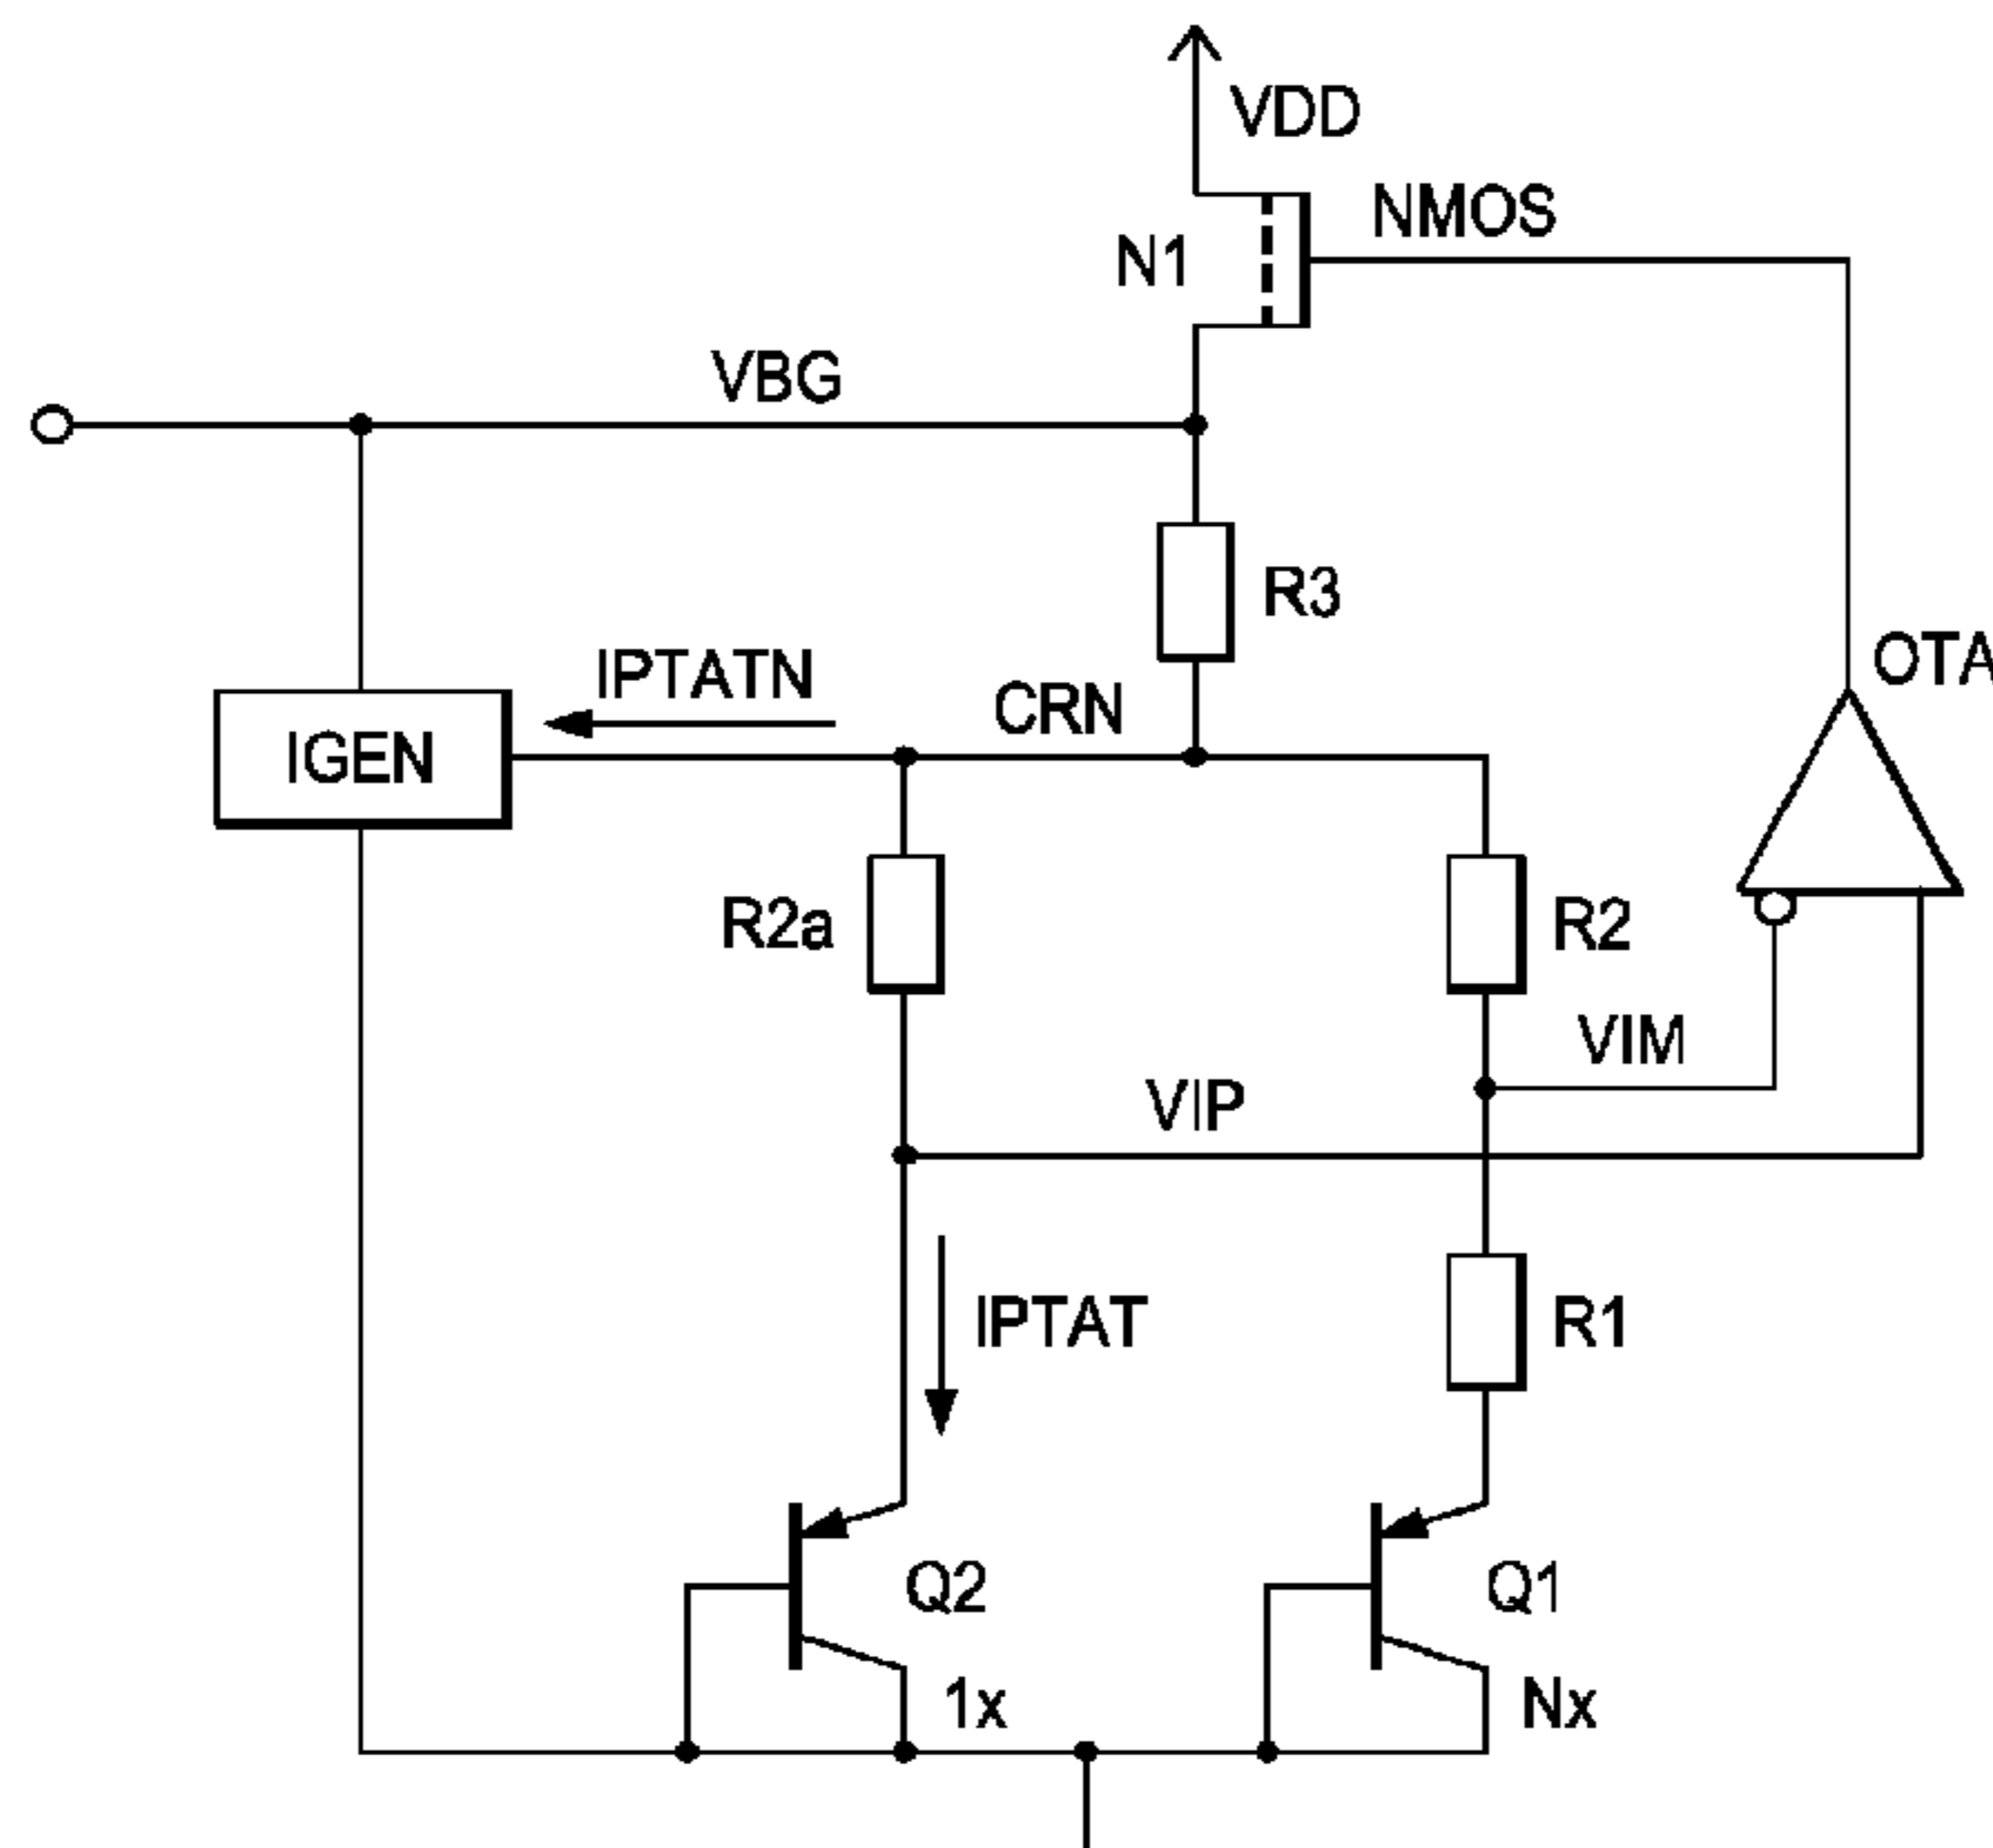 VDD
NMOS
N1
VBG
R3
OTA
IPTATN
CRN
IGEN
R2a
R2
VIM
VIP
IPTAT
R1
Q2
Q1
1x
Nx